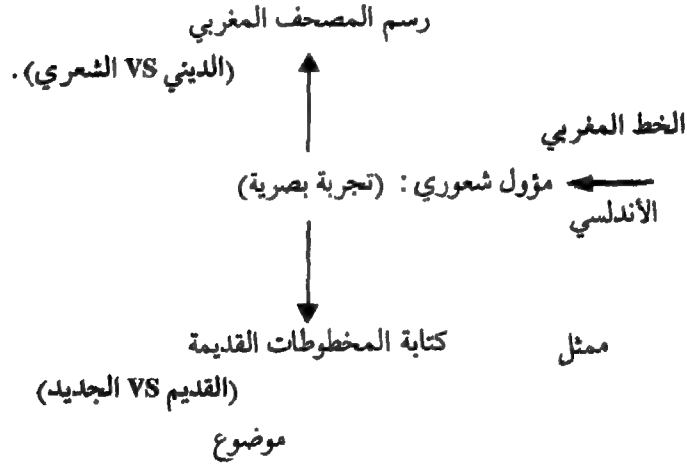 رسم المصحف المغربي
(الديني VS الشعري).
الخط المغربي
مؤول شعوري: (تجربة بصرية)
الأندلسي
ممثل
كتابة المخطوطات القديمة
(القديم VS الجديد)
موضوع